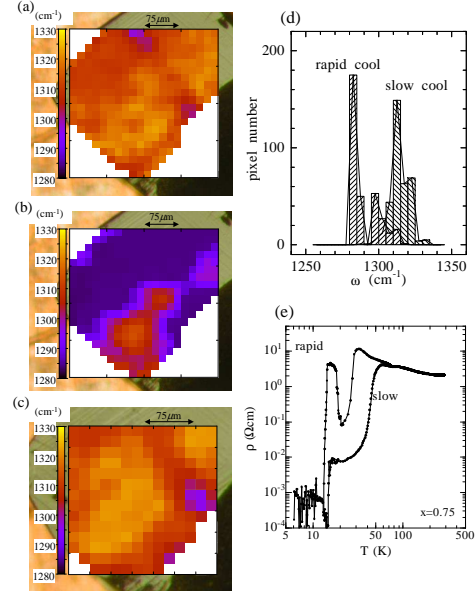 (a)
(cm⁻¹)
75μm
1330
1320
1310
1300
1290
1280
(b)
(cm⁻¹)
75μm
1330
1320
1310
1300
1290
1280
(c)
(cm⁻¹)
75μm
1330
1320
1310
1300
1290
1280
(d)
200
100
0
pixel number
rapid cool
slow cool
1250
1300
1350
ω (cm⁻¹)
(e)
10²
10¹
10⁰
10⁻¹
10⁻²
10⁻³
10⁻⁴
ρ (Ωcm)
rapid
slow
x=0.75
5
10
50
100
500
T (K)